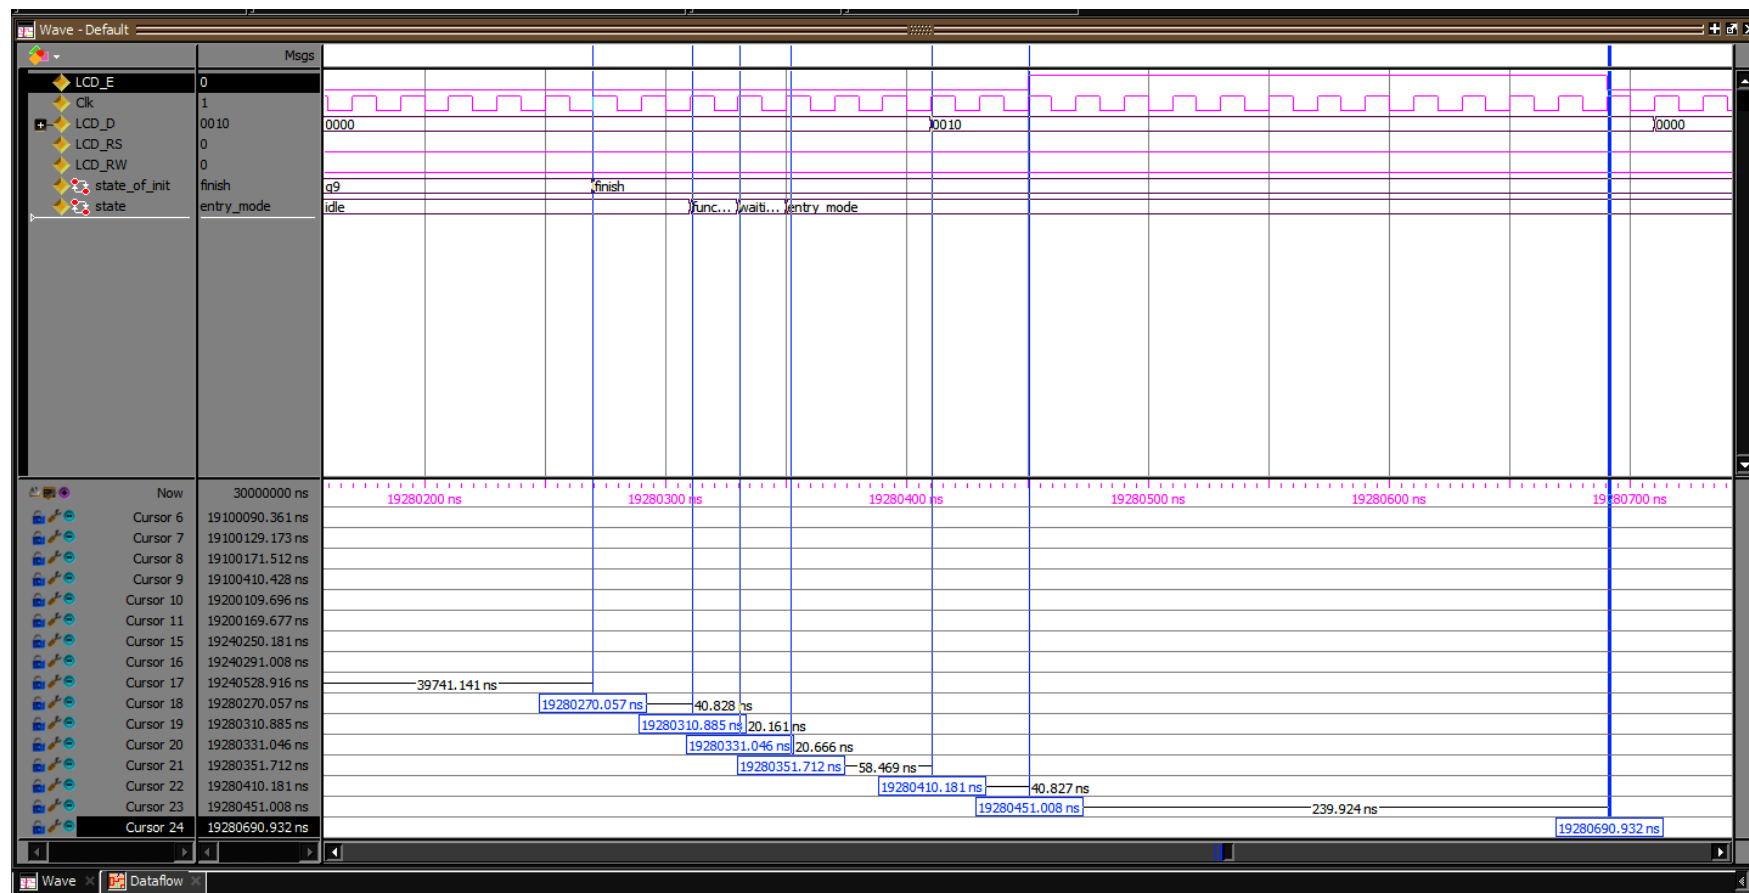 Wave - Default
Msgs
LCD_E 0
Clk 1
LCD_D 0010 0000 0010 0000
LCD_RS 0
LCD_RW 0
state_of_init finish q9 finish
state entry_mode idle func... waiti... entry_mode
Now 30000000 ns 19280200 ns 19280300 ns 19280400 ns 19280500 ns 19280600 ns 19280700 ns
Cursor 6 19100090.361 ns
Cursor 7 19100129.173 ns
Cursor 8 19100171.512 ns
Cursor 9 19100410.428 ns
Cursor 10 19200109.696 ns
Cursor 11 19200169.677 ns
Cursor 15 19240250.181 ns
Cursor 16 19240291.008 ns
Cursor 17 19240528.916 ns 39741.141 ns
Cursor 18 19280270.057 ns 19280270.057 ns 40.828 ns
Cursor 19 19280310.885 ns 19280310.885 ns 20.161 ns
Cursor 20 19280331.046 ns 19280331.046 ns 20.666 ns
Cursor 21 19280351.712 ns 19280351.712 ns 58.469 ns
Cursor 22 19280410.181 ns 19280410.181 ns 40.827 ns
Cursor 23 19280451.008 ns 19280451.008 ns 239.924 ns
Cursor 24 19280690.932 ns 19280690.932 ns
Wave Dataflow